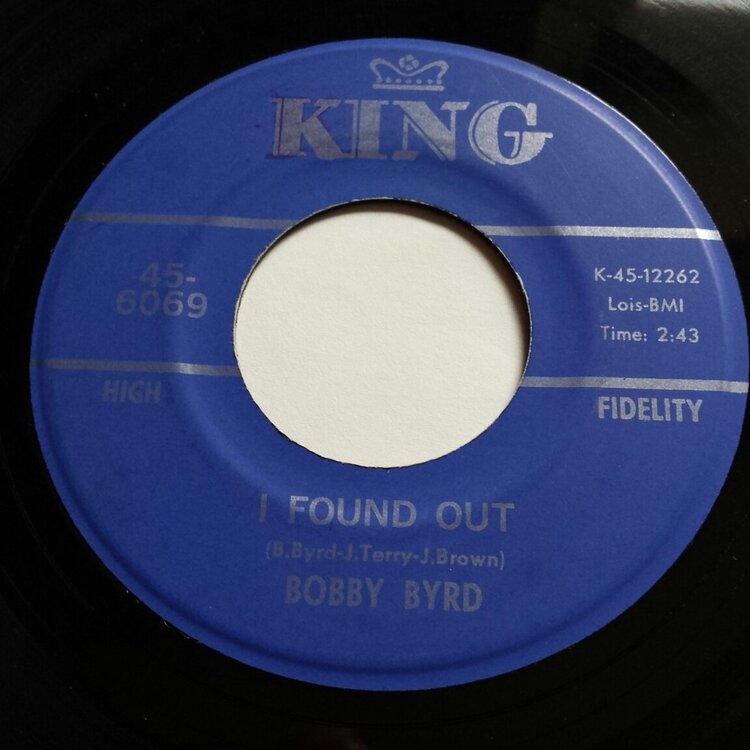 KING
45-
6069
K-45-12262
Lois-BMI
Time: 2:43
HIGH
FIDELITY
I FOUND OUT
(B.Byrd-J.Terry-J.Brown)
BOBBY BYRD